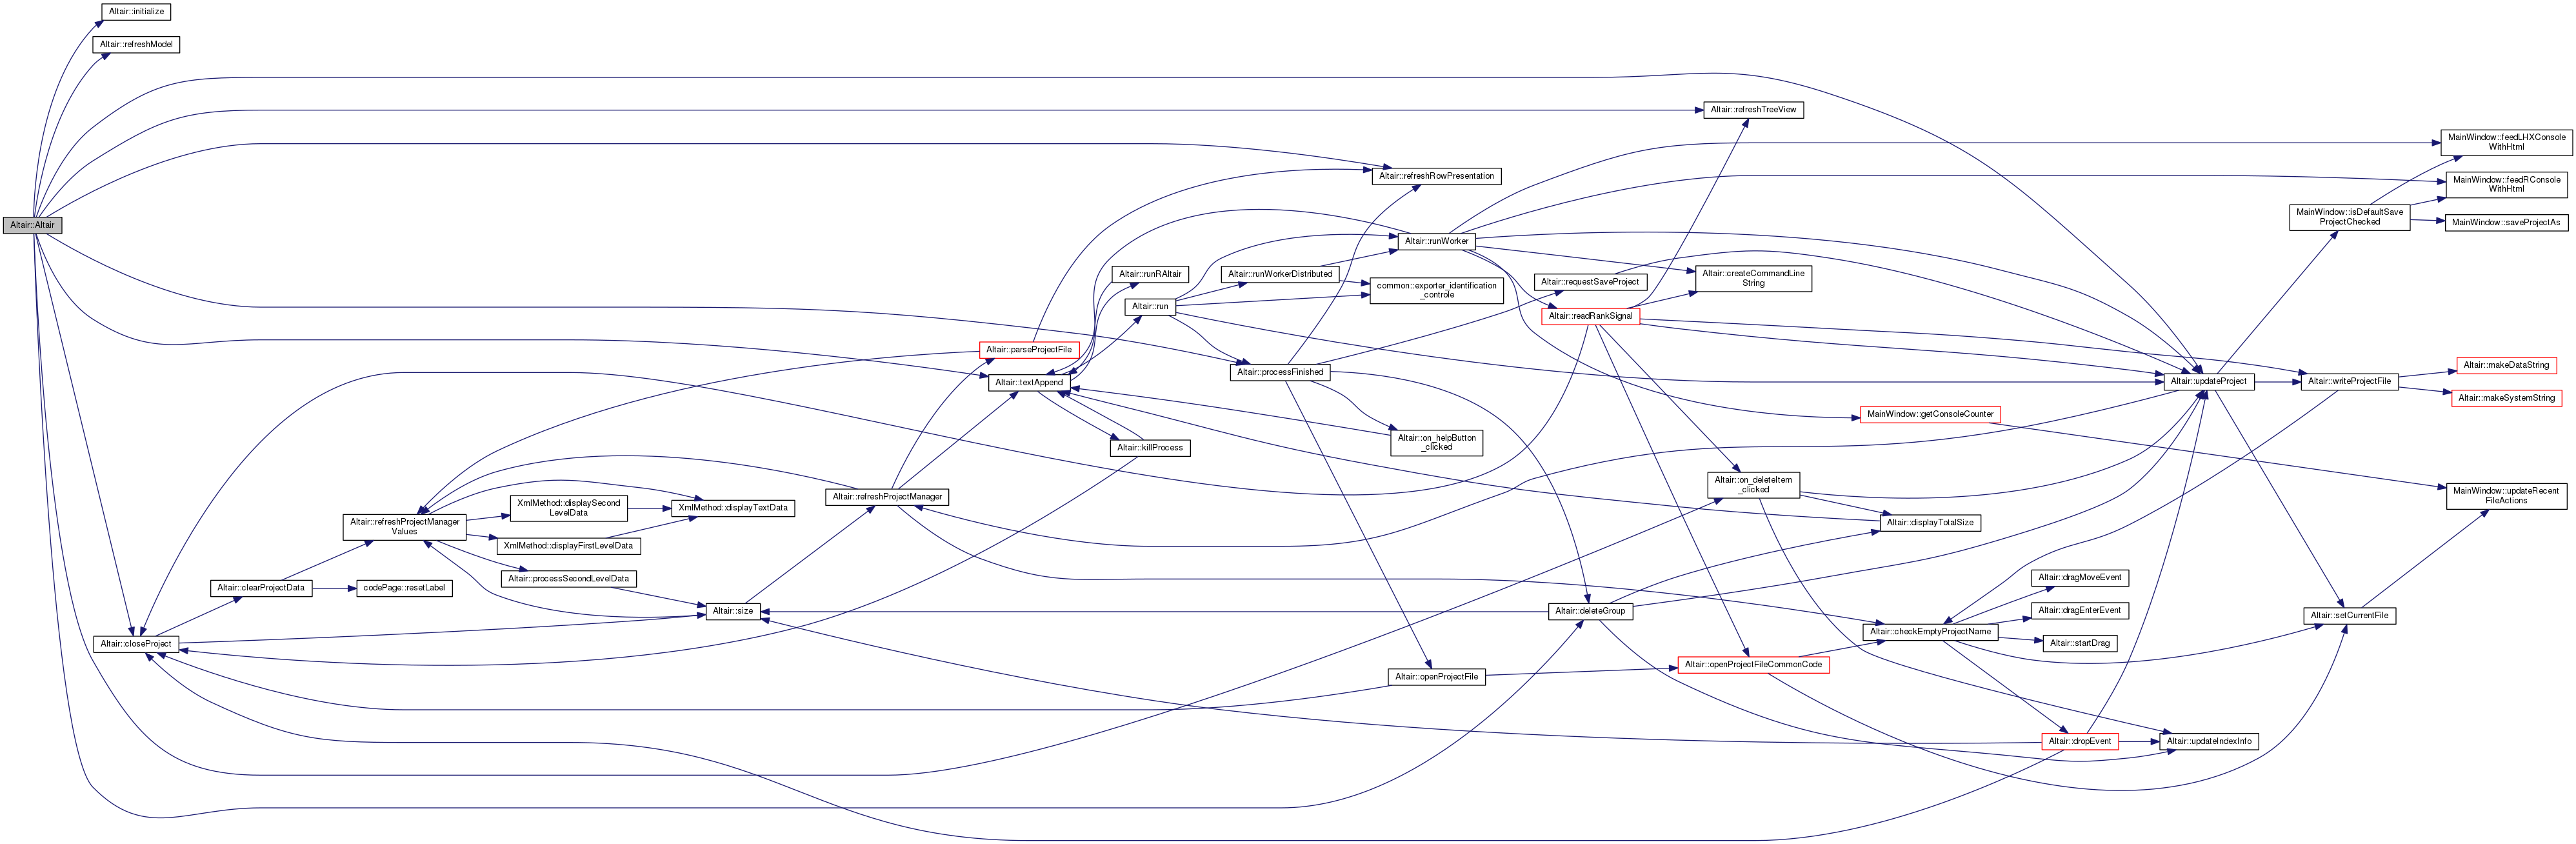 Altair::initialize
Altair::refreshModel
Altair::refreshTreeView
MainWindow::feedLHXConsole
WithHtml
Altair::refreshRowPresentation
MainWindow::feedRConsole
WithHtml
MainWindow::isDefaultSave
ProjectChecked
MainWindow::saveProjectAs
Altair::Altair
Altair::runWorker
Altair::runRAltair
Altair::runWorkerDistributed
Altair::requestSaveProject
Altair::createCommandLine
String
common::exporter_identification
_controle
Altair::run
Altair::readRankSignal
Altair::parseProjectFile
Altair::makeDataString
Altair::processFinished
Altair::textAppend
Altair::updateProject
Altair::writeProjectFile
Altair::makeSystemString
MainWindow::getConsoleCounter
Altair::killProcess
Altair::on_helpButton
_clicked
Altair::on_deleteItem
_clicked
Altair::refreshProjectManager
MainWindow::updateRecent
FileActions
XmlMethod::displaySecond
LevelData
XmlMethod::displayTextData
Altair::refreshProjectManager
Values
Altair::displayTotalSize
XmlMethod::displayFirstLevelData
Altair::processSecondLevelData
Altair::dragMoveEvent
Altair::clearProjectData
codePage::resetLabel
Altair::size
Altair::deleteGroup
Altair::dragEnterEvent
Altair::setCurrentFile
Altair::checkEmptyProjectName
Altair::closeProject
Altair::startDrag
Altair::openProjectFileCommonCode
Altair::openProjectFile
Altair::dropEvent
Altair::updateIndexInfo